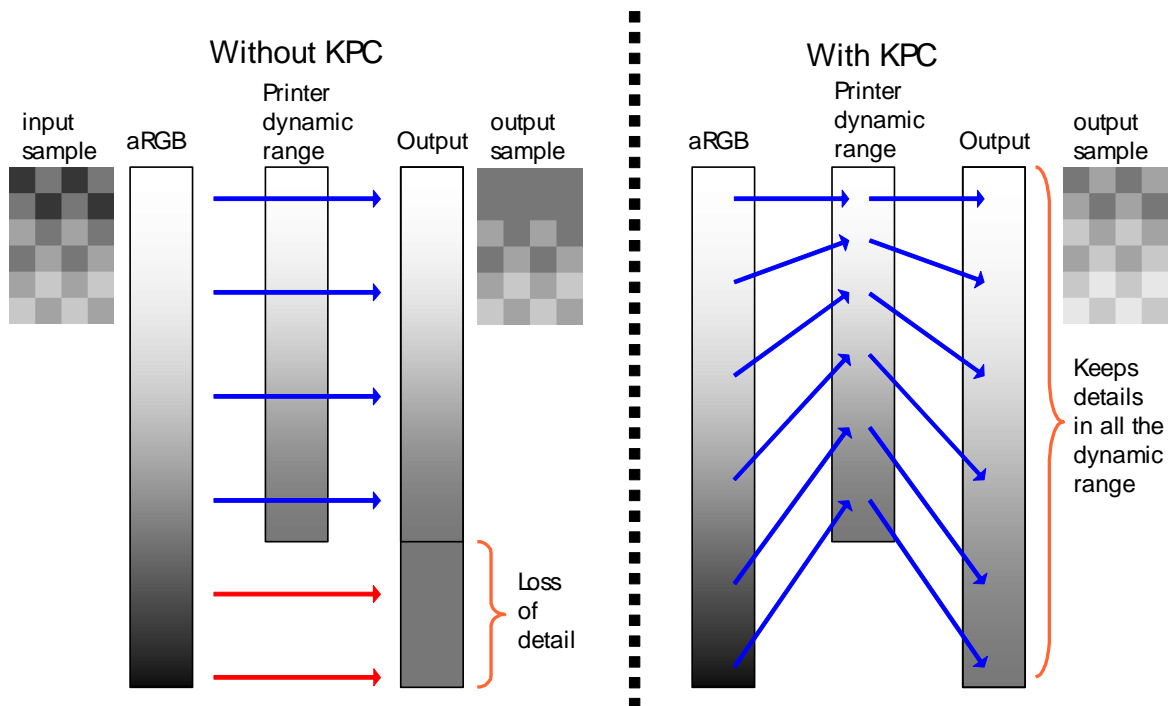 Without KPC
input
sample
aRGB
Printer
dynamic
range
Output
output
sample
Loss
of
detail
With KPC
aRGB
Printer
dynamic
range
Output
output
sample
Keeps
details
in all the
dynamic
range